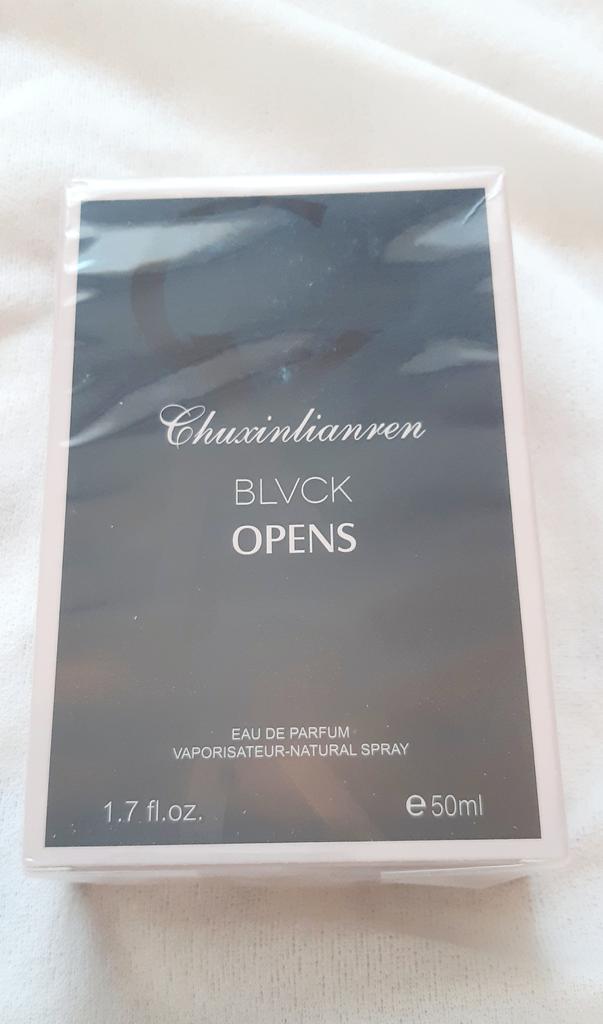 Chuxinlianren
BLVCK
OPENS
EAU DE PARFUM
VAPORISATEUR-NATURAL SPRAY
1.7 fl.oz. e 50ml